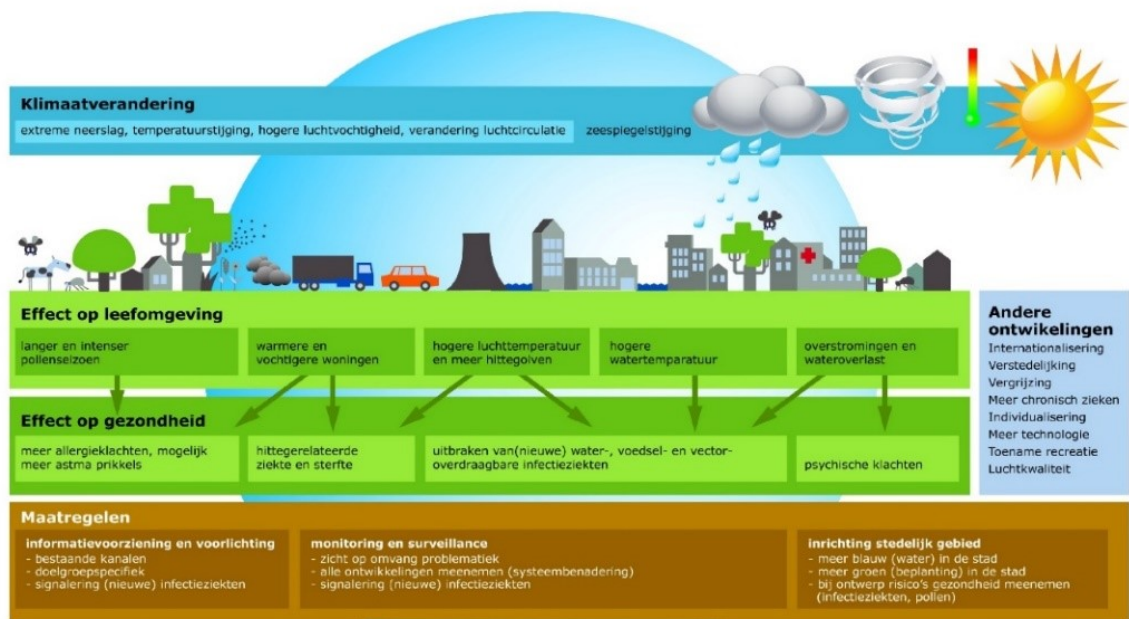 Klimaatverandering
extreme neerslag, temperatuurstijging, hogere luchtvochtigheid, verandering luchtcirculatie
zeespiegelstijging
Effect op leefomgeving
langer en intenser
pollenseizoen
warmere en
vochtigere woningen
hogere luchttemperatuur
en meer hittegolven
hogere
watertemparatuur
overstromingen en
wateroverlast
Effect op gezondheid
meer allergieklachten, mogelijk
meer astma prikkels
hittegerelateerde
ziekte en sterfte
uitbraken van(nieuwe) water-, voedsel- en vector-
overdraagbare infectieziekten
psychische klachten
Andere
ontwikelingen
Internationalisering
Verstedelijking
Vergrijzing
Meer chronisch zieken
Individualisering
Meer technologie
Toename recreatie
Luchtkwaliteit
Maatregelen
informatievoorziening en voorlichting
- bestaande kanalen
- doelgroepspecifiek
- signalering (nieuwe) infectieziekten
monitoring en surveillance
- zicht op omvang problematiek
- alle ontwikkelingen meenemen (systeembenadering)
- signalering (nieuwe) infectieziekten
inrichting stedelijk gebied
- meer blauw (water) in de stad
- meer groen (beplanting) in de stad
- bij ontwerp risico's gezondheid meenemen
(infectieziekten, pollen)